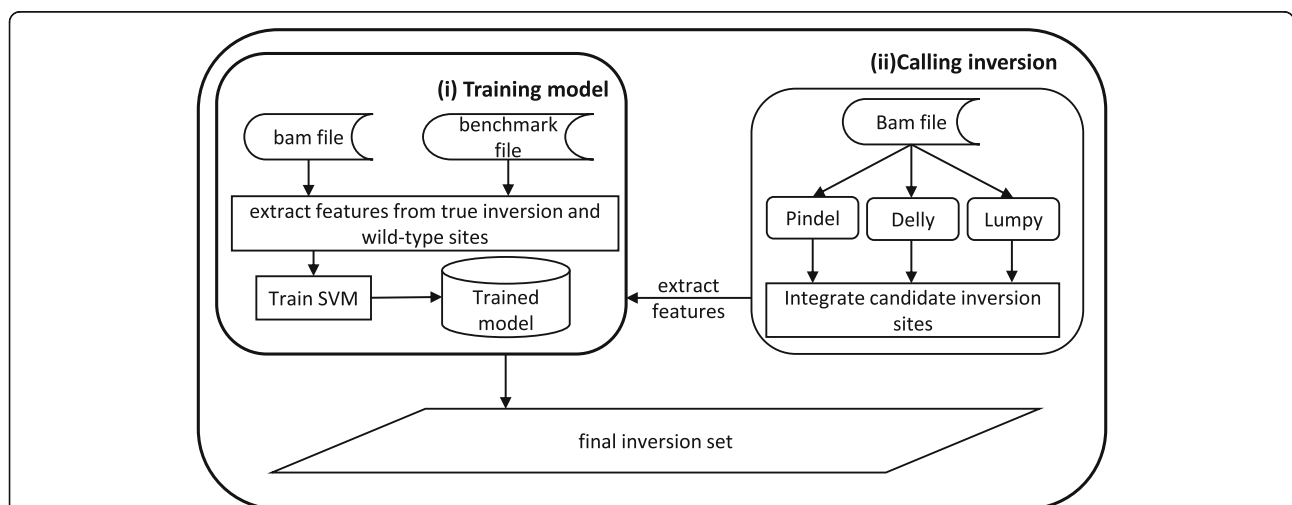 (i) Training model
bam file
benchmark
file
extract features from true inversion and
wild-type sites
Train SVM
Trained
model
(ii)Calling inversion
Bam file
Pindel
Delly
Lumpy
Integrate candidate inversion
sites
extract
features
final inversion set